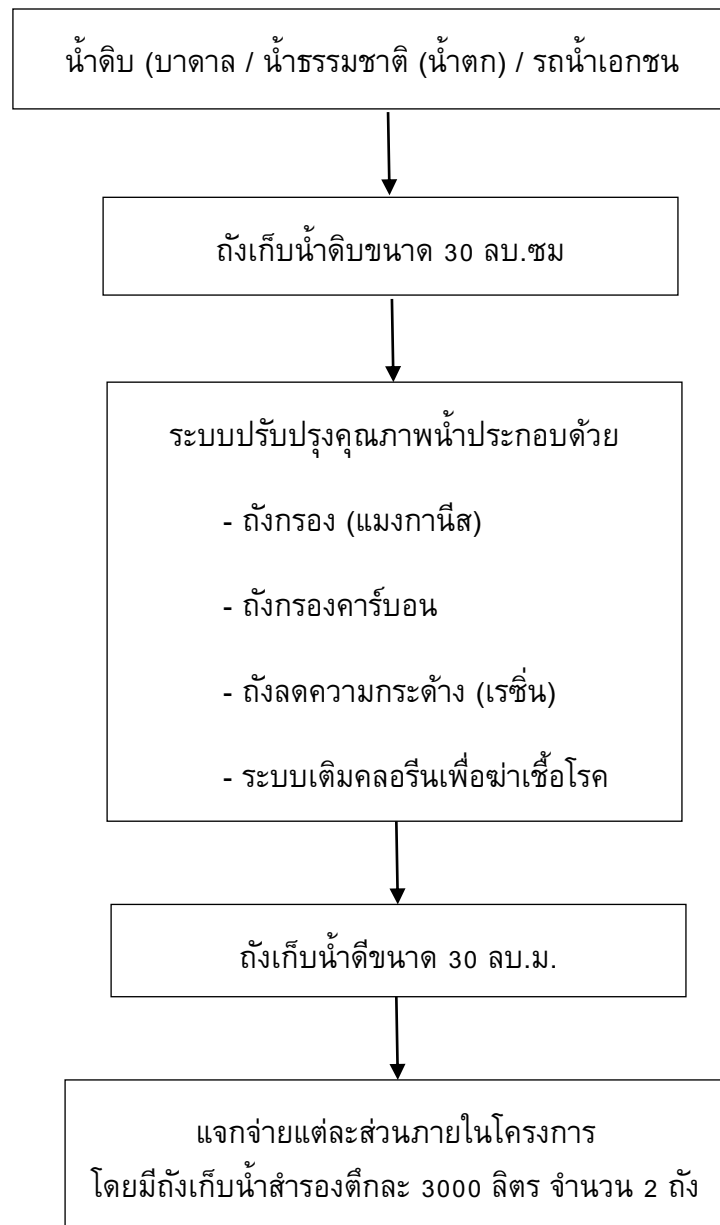 น้ำดิบ (บาดาล / น้ำธรรมชาติ (น้ำตก) / รถน้ำเอกชน
ถังเก็บน้ำดิบขนาด 30 ลบ.ซม
ระบบปรับปรุงคุณภาพน้ำประกอบด้วย
- ถังกรอง (แมงกานีส)
- ถังกรองคาร์บอน
- ถังลดความกระด้าง (เรซิ่น)
- ระบบเติมคลอรีนเพื่อฆ่าเชื้อโรค
ถังเก็บน้ำดีขนาด 30 ลบ.ม.
แจกจ่ายแต่ละส่วนภายในโครงการ
โดยมีถังเก็บน้ำสำรองตึกละ 3000 ลิตร จำนวน 2 ถัง